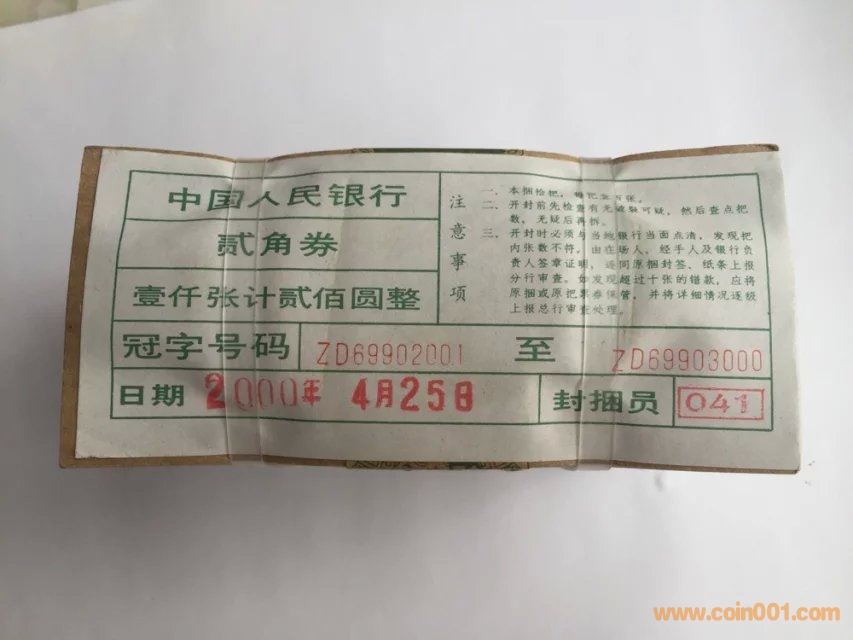 中国人民银行
贰角券
壹仟张计贰佰圆整
冠字号码 ZD69902001 至 ZD69903000
日期 2000年 4月25日 封捆员 041
注意事项
一、本捆拾把,每把壹百张。
二、开封前先检查有无破裂可疑,然后查点把
数,无疑后再拆。
三、开封时必须与当地银行当面点清,发现把
内张数不符,由在场人、经手人及银行负
责人签章证明,连同原捆封签、纸条上报
分行审查。如发现超过十张的错款,应将
原捆或原把票券保管,并将详细情况逐级
上报总行审查处理。
www.coin001.com